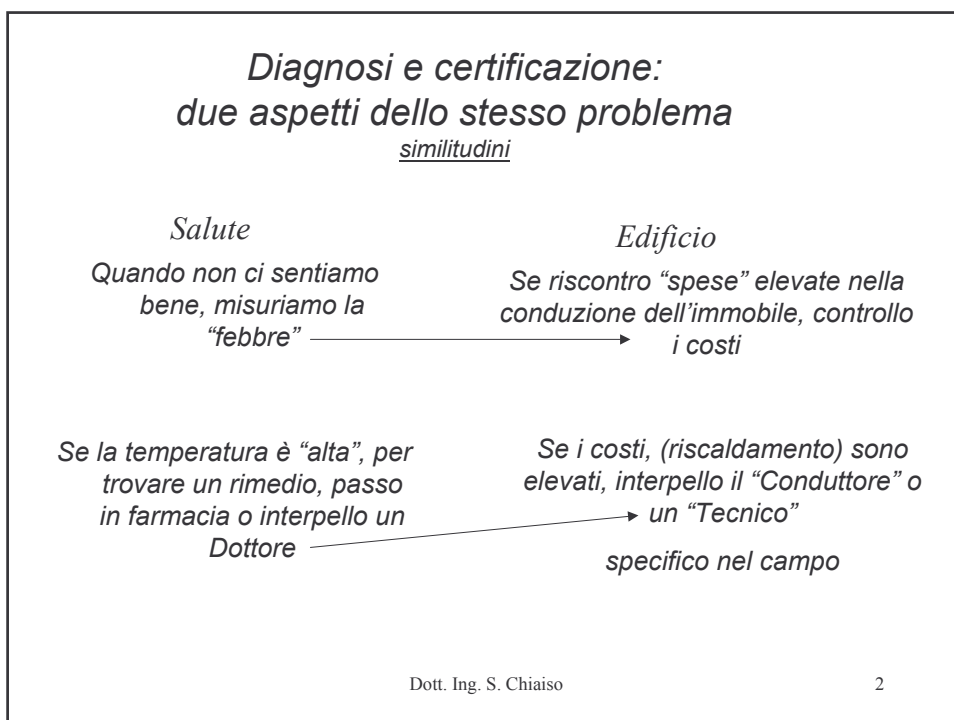 Diagnosi e certificazione:
due aspetti dello stesso problema
similitudini
Salute
Quando non ci sentiamo
bene, misuriamo la
“febbre”
Edificio
Se riscontro “spese” elevate nella
conduzione dell’immobile, controllo
i costi
Se la temperatura è “alta”, per
trovare un rimedio, passo
in farmacia o interpello un
Dottore
Se i costi, (riscaldamento) sono
elevati, interpello il “Conduttore” o
un “Tecnico”
specifico nel campo
Dott. Ing. S. Chiaiso
2